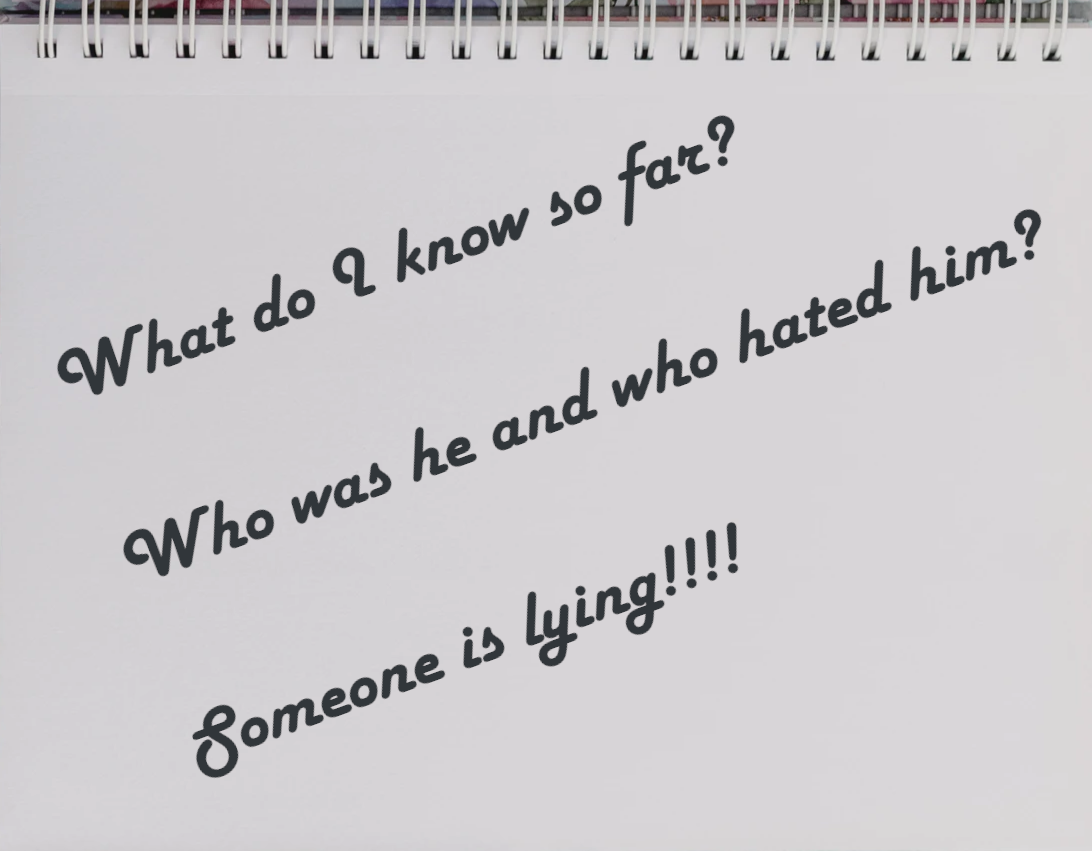 What do I know so far?
Who was he and who hated him?
Someone is lying!!!!